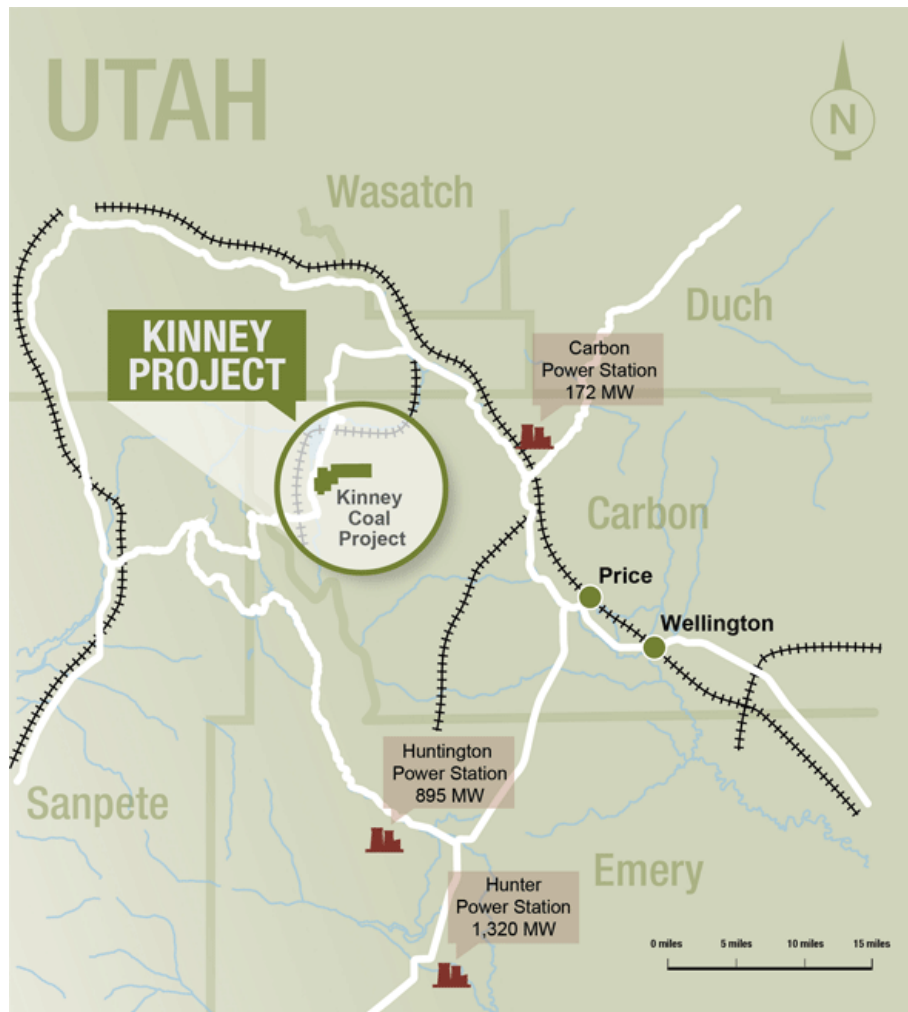 UTAH
N
Wasatch
Duch
KINNEY
PROJECT
Carbon
Power Station
172 MW
Kinney
Coal
Project
Carbon
Price
Wellington
Huntington
Power Station
895 MW
Sanpete
Emery
Hunter
Power Station
1,320 MW
0 miles
5 miles
10 miles
15 miles